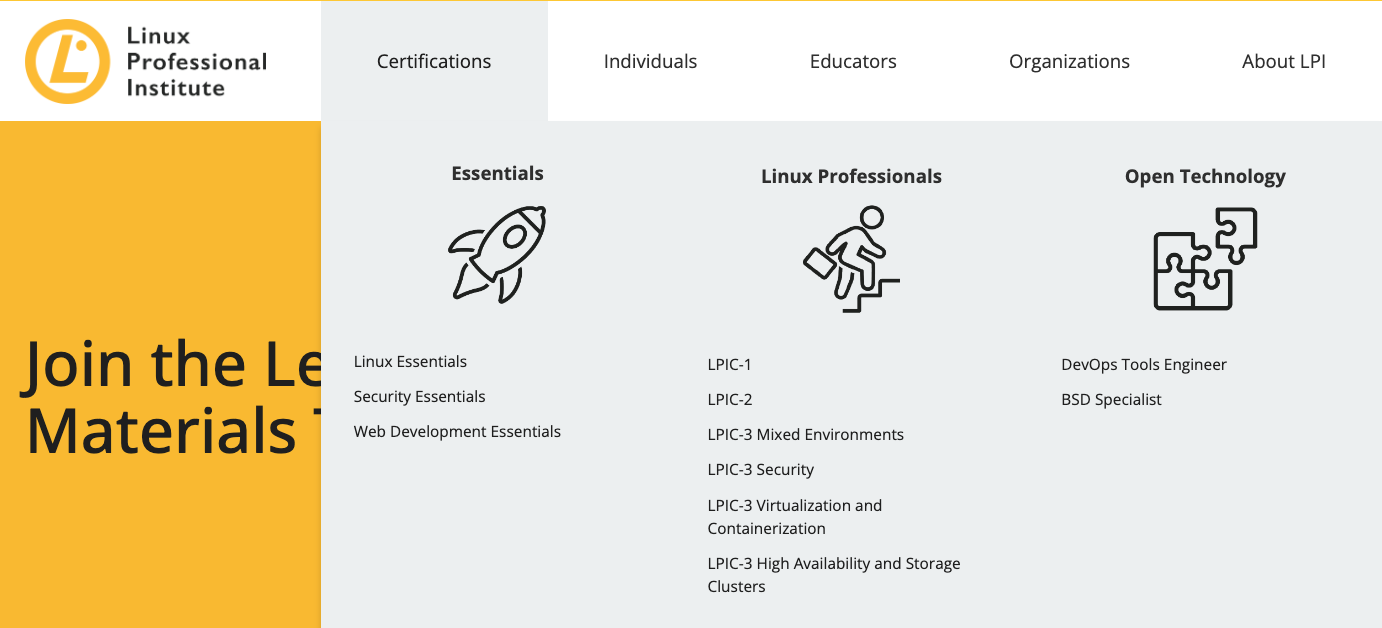 Linux
Professional
Institute
Certifications
Individuals
Educators
Organizations
About LPI
Essentials
Linux Essentials
Security Essentials
Web Development Essentials
Linux Professionals
LPIC-1
LPIC-2
LPIC-3 Mixed Environments
LPIC-3 Security
LPIC-3 Virtualization and
Containerization
LPIC-3 High Availability and Storage
Clusters
Open Technology
DevOps Tools Engineer
BSD Specialist
Join the Le
Materials